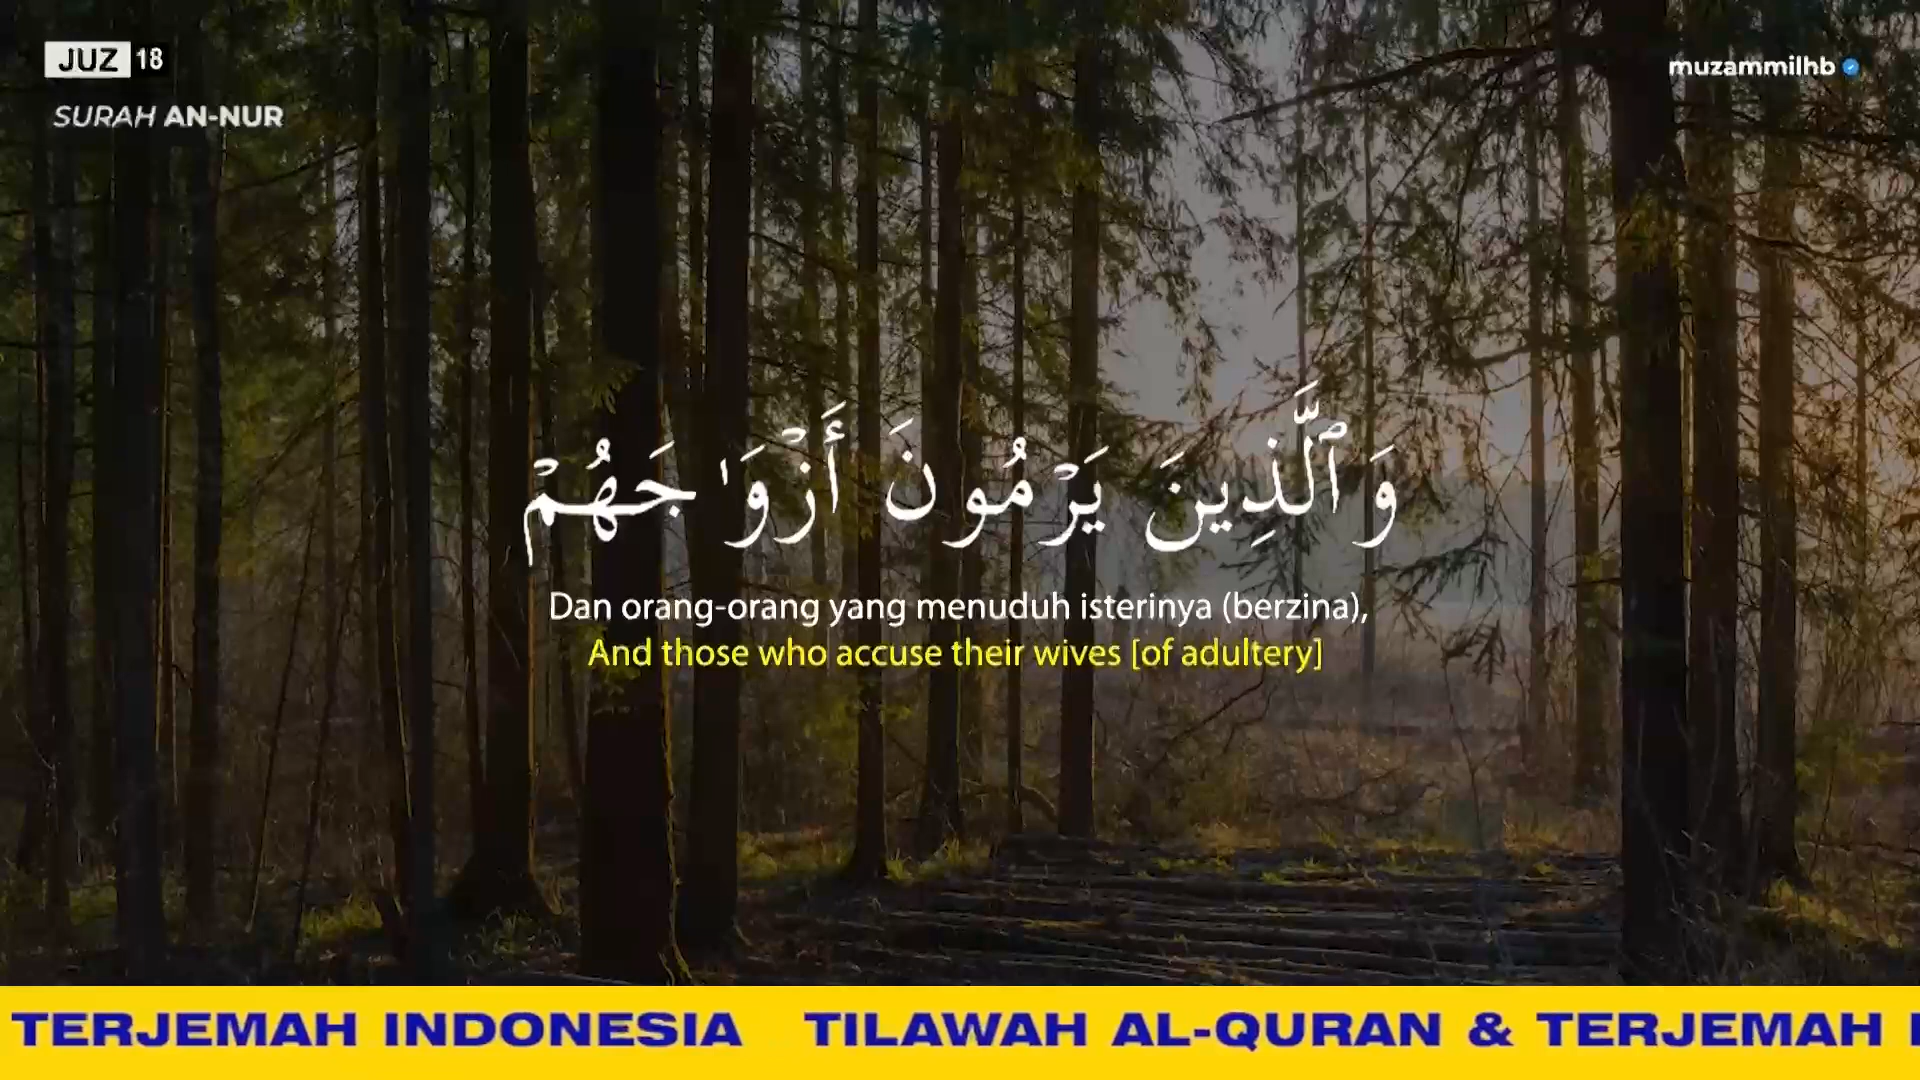 JUZ 18
muzammilhb
SURAH AN-NUR
وَٱلَّذِينَ يَرْمُونَ أَزْوَٰجَهُمْ
Dan orang-orang yang menuduh isterinya (berzina),
And those who accuse their wives [of adultery]
TERJEMAH INDONESIA TILAWAH AL-QURAN & TERJEMAH